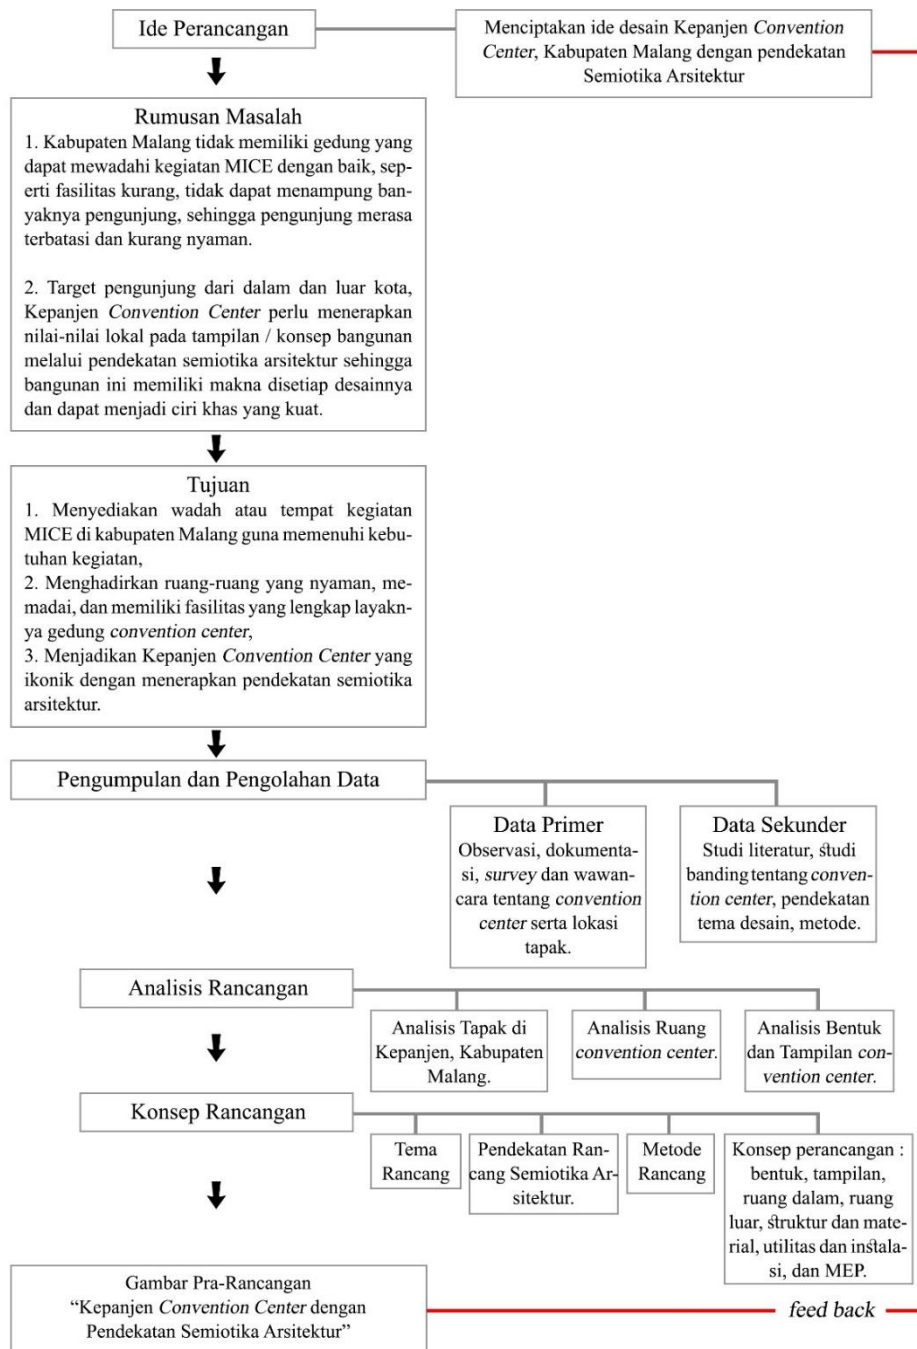 Ide Perancangan
Menciptakan ide desain Kepanjen Convention
Center, Kabupaten Malang dengan pendekatan
Semiotika Arsitektur
Rumusan Masalah
1. Kabupaten Malang tidak memiliki gedung yang
dapat mewadahi kegiatan MICE dengan baik, sep-
erti fasilitas kurang, tidak dapat menampung ban-
yaknya pengunjung, sehingga pengunjung merasa
terbatasi dan kurang nyaman.
2. Target pengunjung dari dalam dan luar kota,
Kepanjen Convention Center perlu menerapkan
nilai-nilai lokal pada tampilan / konsep bangunan
melalui pendekatan semiotika arsitektur sehingga
bangunan ini memiliki makna disetiap desainnya
dan dapat menjadi ciri khas yang kuat.
Tujuan
1. Menyediakan wadah atau tempat kegiatan
MICE di kabupaten Malang guna memenuhi kebu-
tuhan kegiatan,
2. Menghadirkan ruang-ruang yang nyaman, me-
madai, dan memiliki fasilitas yang lengkap layakn-
ya gedung convention center,
3. Menjadikan Kepanjen Convention Center yang
ikonik dengan menerapkan pendekatan semiotika
arsitektur.
Pengumpulan dan Pengolahan Data
Data Primer
Observasi, dokumenta-
si, survey dan wawan-
cara tentang convention
center serta lokasi
tapak.
Data Sekunder
Studi literatur, studi
banding tentang conven-
tion center, pendekatan
tema desain, metode.
Analisis Rancangan
Analisis Tapak di
Kepanjen, Kabupaten
Malang.
Analisis Ruang
convention center.
Analisis Bentuk
dan Tampilan con-
vention center.
Konsep Rancangan
Tema
Rancang
Pendekatan Ran-
cang Semiotika Ar-
sitektur.
Metode
Rancang
Konsep perancangan :
bentuk, tampilan,
ruang dalam, ruang
luar, struktur dan mate-
rial, utilitas dan instala-
si, dan MEP.
Gambar Pra-Rancangan
“Kepanjen Convention Center dengan
Pendekatan Semiotika Arsitektur”
feed back